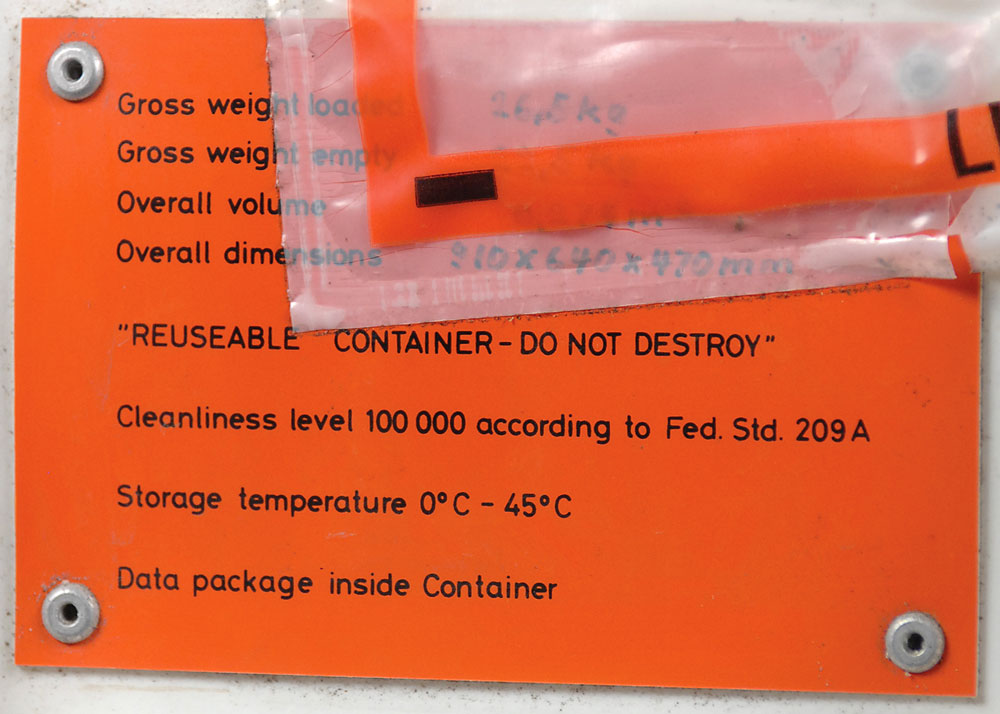 Gross weight loaded 26,5 kg
Gross weight empty
Overall volume
Overall dimensions 910 x 640 x 470 mm
"REUSEABLE CONTAINER - DO NOT DESTROY"
Cleanliness level 100 000 according to Fed. Std. 209 A
Storage temperature 0°C - 45°C
Data package inside Container